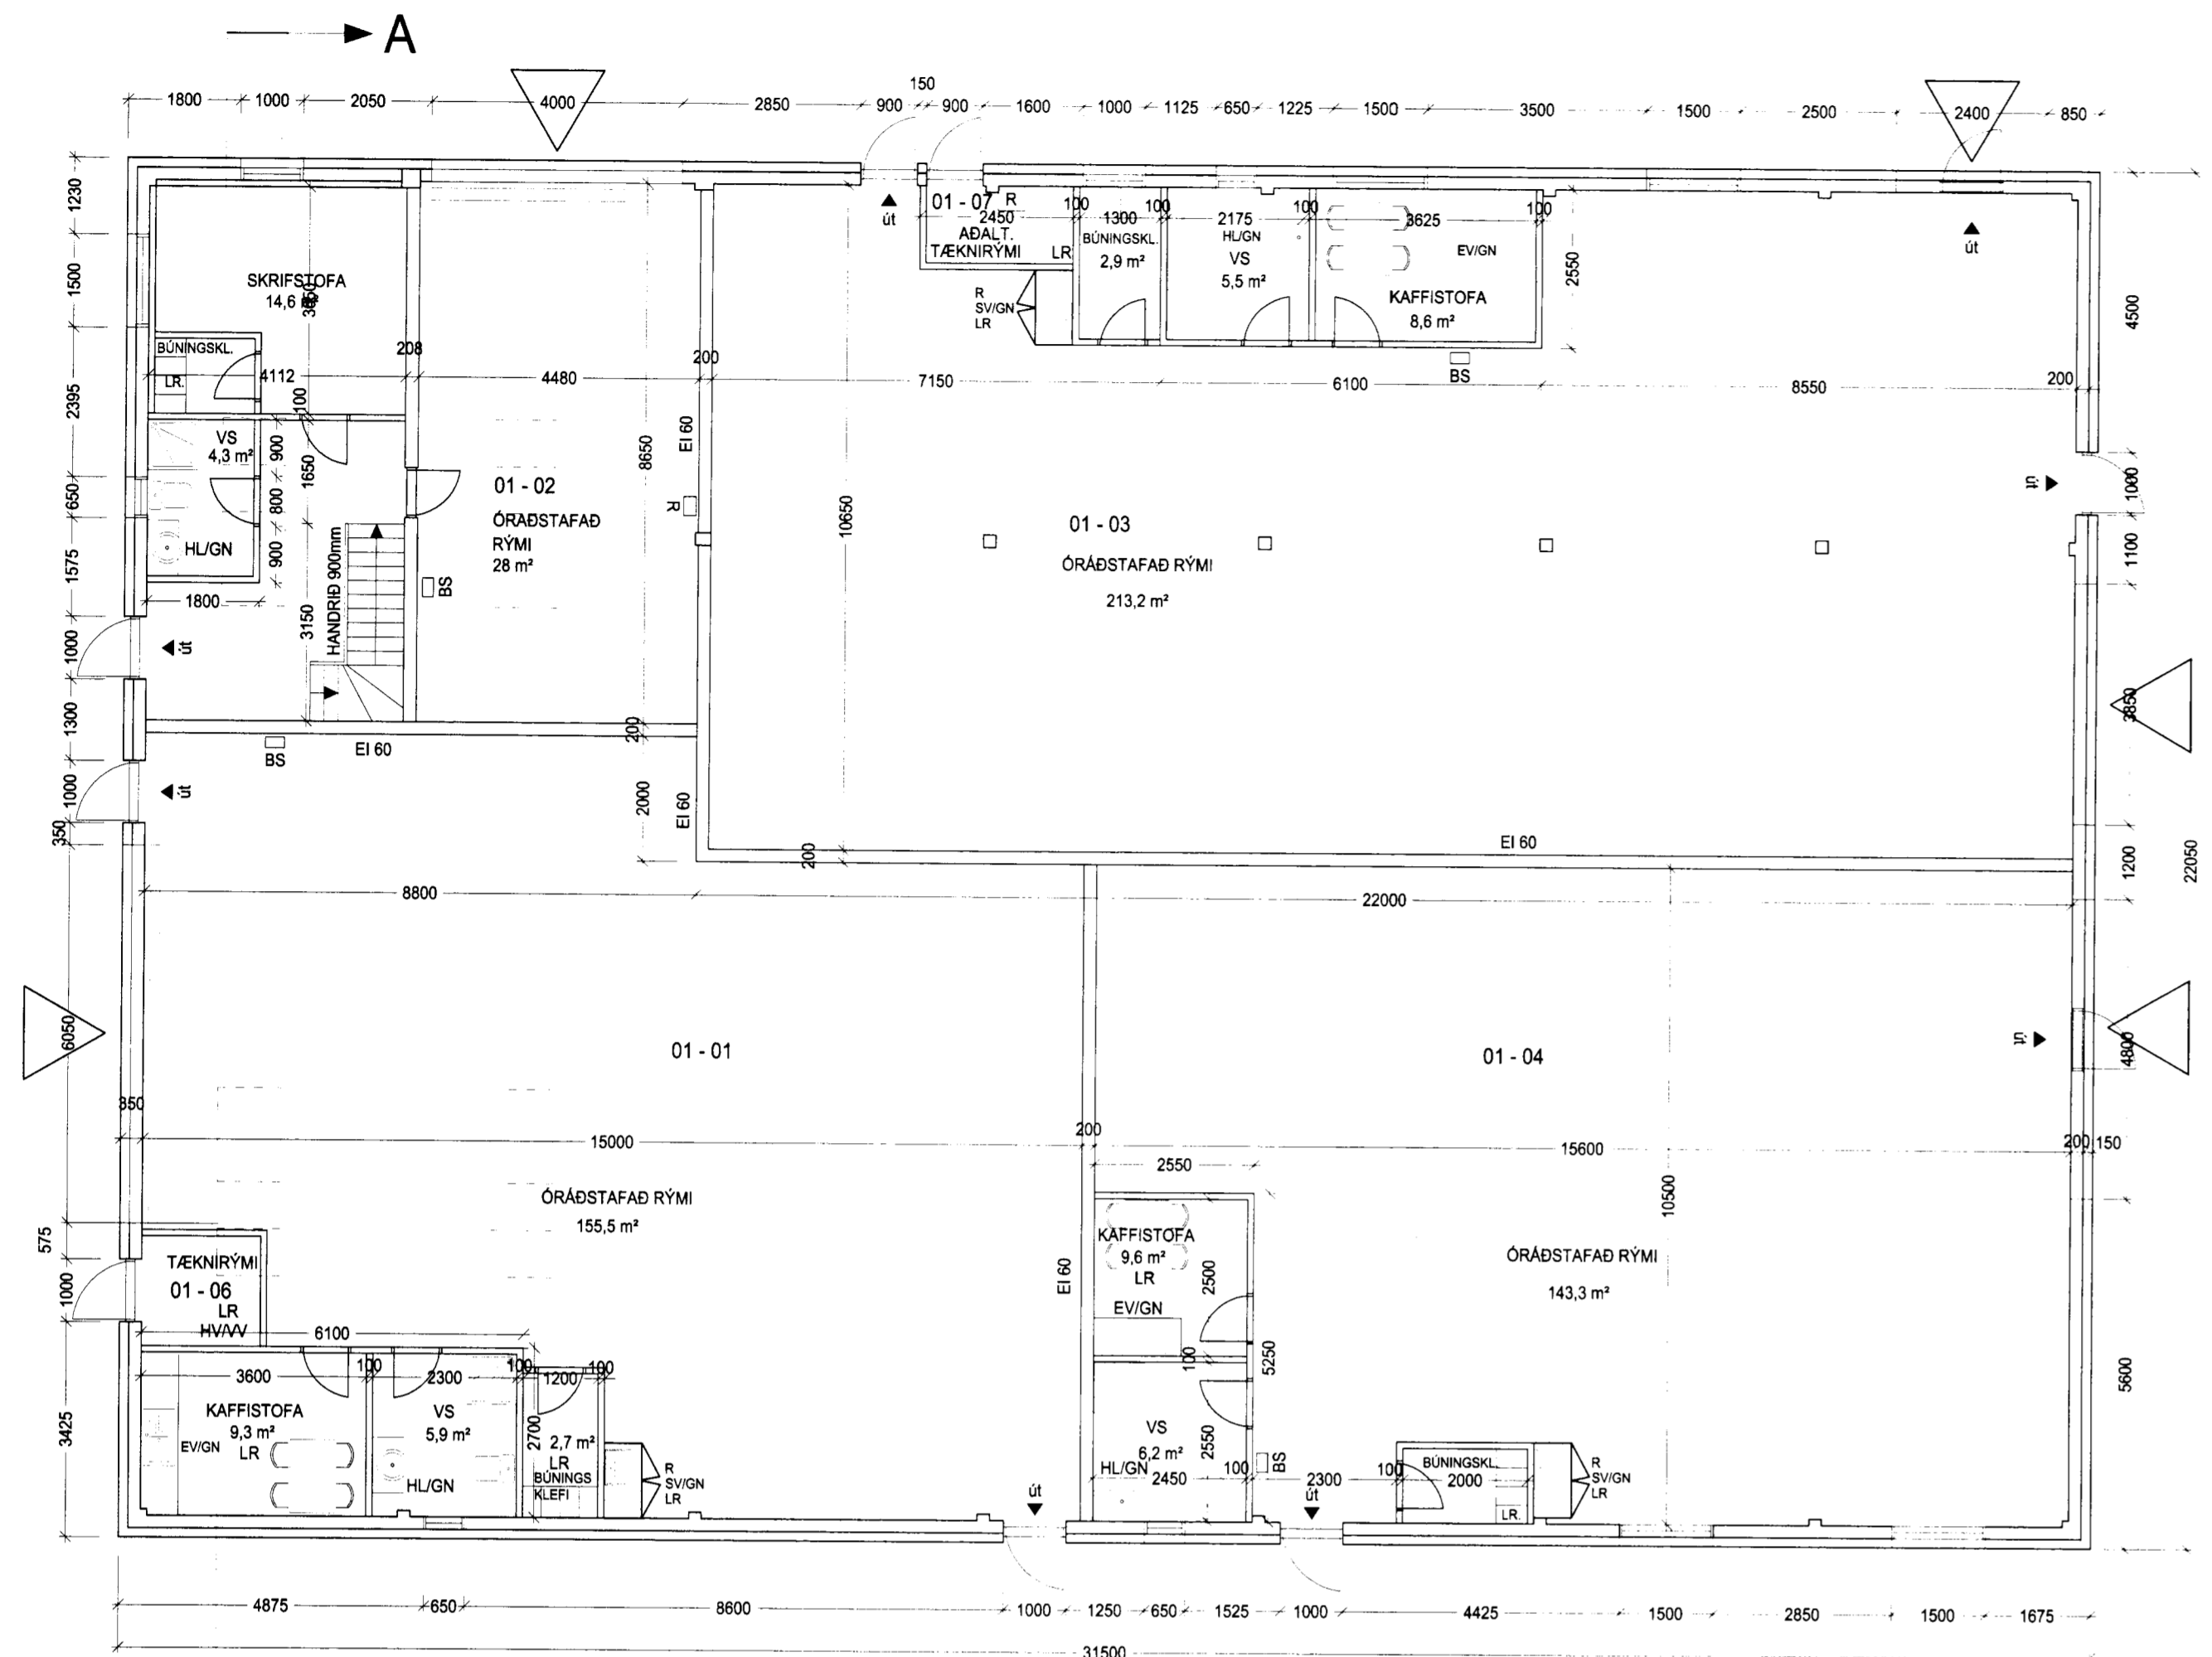 A
150
1800 1000 2050 4000 2850 900 900 1600 1000 1125 650 1225 1500 3500 1500 2500 2400 850
1230
1500
2395
650
1575
1000
1300
1000
350
6050
575
1000
3425
SKRIFSTOFA
14,6 m²
BÚNINGSKL.
LR.
4112
208
100
VS
4,3 m²
HL/GN
900
800
900
1650
3150
1800
HANDRIÐ 900mm
út
út
4480
200
8650
01 - 02
ÓRÁÐSTAFAÐ
RÝMI
28 m²
BS
R
EI 60
EI 60
BS
EI 60
200
2000
200
10650
7150
6100
8550
200
út
01 - 07 R
2450
AÐALT.
TÆKNIRÝMI LR
100
1300
BÚNINGSKL.
2,9 m²
100
2175
HL/GN
VS
5,5 m²
100
3625
EV/GN
KAFFISTOFA
8,6 m²
100
2550
R
SV/GN
LR
BS
út
01 - 03
ÓRÁÐSTAFAÐ RÝMI
213,2 m²
út
EI 60
4500
1000
1100
3850
1200
4800
5600
22050
8800
22000
01 - 01
350
15000
200
15600
200 150
ÓRÁÐSTAFAÐ RÝMI
155,5 m²
EI 60
TÆKNIRÝMI
01 - 06
LR
HV/VV
6100
3600
100
2300
100
1200
100
KAFFISTOFA
9,3 m²
LR
EV/GN
VS
5,9 m²
HL/GN
2700
2,7 m²
LR
BÚNINGS
KLEFI
R
SV/GN
LR
út
01 - 04
út
2550
KAFFISTOFA
9,6 m²
LR
EV/GN
2500
100
5250
VS
6,2 m²
HL/GN
2450
2550
100
BS
2300
út
100
BÚNINGSKL.
2000
LR.
R
SV/GN
LR
10500
ÓRÁÐSTAFAÐ RÝMI
143,3 m²
4875 650 8600 1000 1250 650 1525 1000 4425 1500 2850 1500 1675
31500